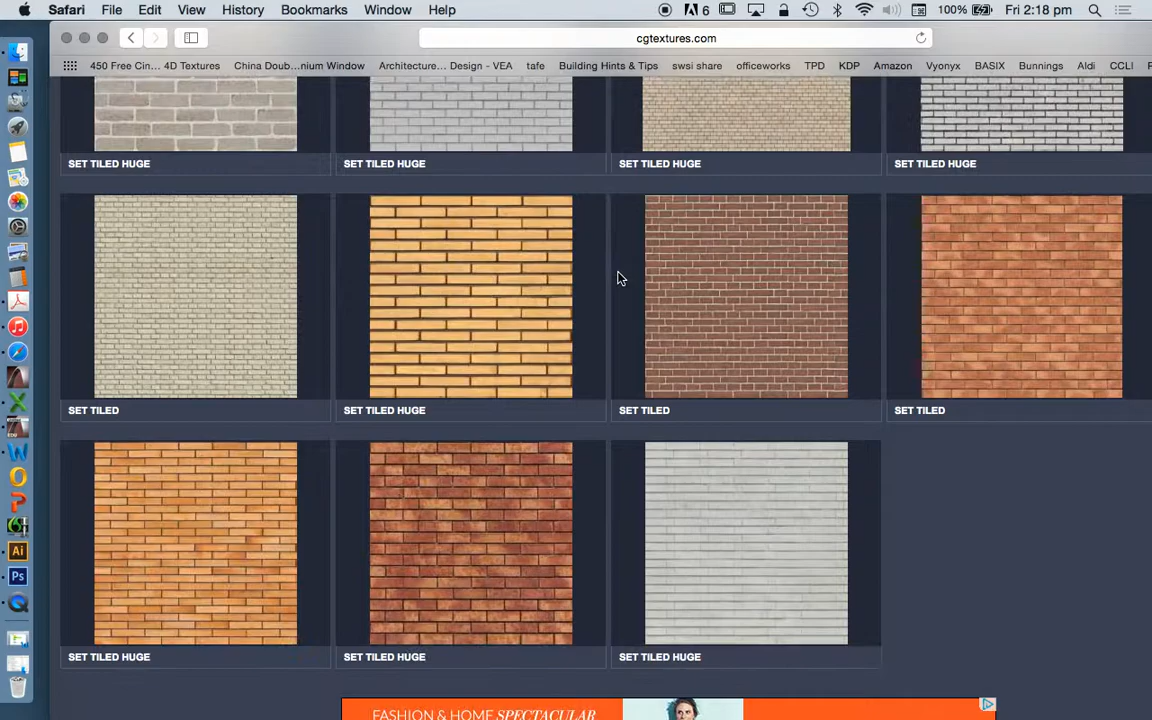 Safari File Edit View History Bookmarks Window Help 6 100% Fri 2:18 pm
cgtextures.com
450 Free Cin... 4D Textures China Doub...nium Window Architecture... Design - VEA tafe Building Hints & Tips swsi share officeworks TPD KDP Amazon Vyonyx BASIX Bunnings Aldi CCLI
SET TILED HUGE SET TILED HUGE SET TILED HUGE SET TILED HUGE
SET TILED SET TILED HUGE SET TILED SET TILED
SET TILED HUGE SET TILED HUGE SET TILED HUGE
FASHION & HOME SPECTACULAR
Ai
Ps